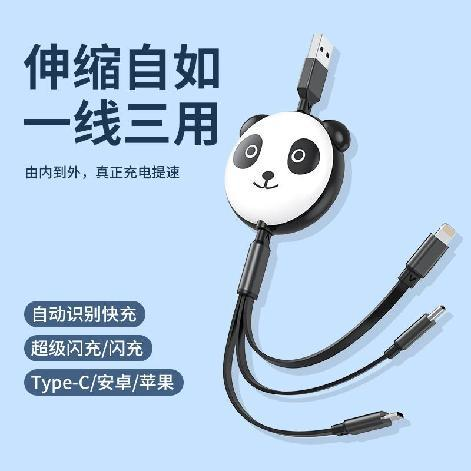 伸缩自如
一线三用
由内到外，真正充电提速
自动识别快充
超级闪充/闪充
Type-C/安卓/苹果